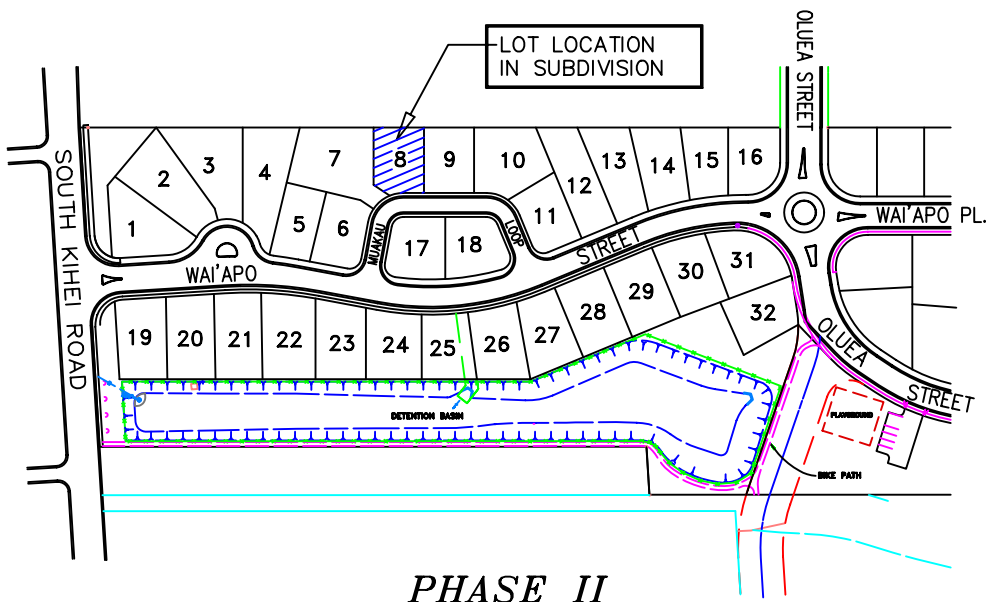 LOT LOCATION
IN SUBDIVISION
OLUEA STREET
SOUTH KIHEI ROAD
1
2
3
4
5
6
7
8
9
10
11
12
13
14
15
16
MUAKAU
LOOP
17
18
WAI'APO
STREET
WAI'APO PL.
19
20
21
22
23
24
25
26
27
28
29
30
31
32
OLUEA
STREET
DETENTION BASIN
PLAYGROUND
BIKE PATH
PHASE II